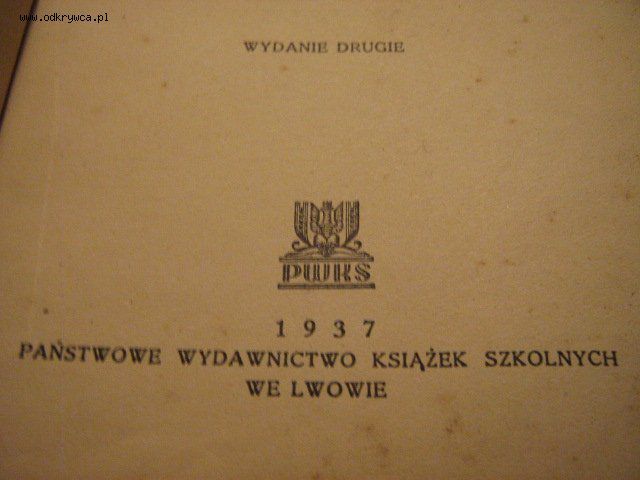 www.odkrywca.pl
WYDANIE DRUGIE
PWKS
1937
PAŃSTWOWE WYDAWNICTWO KSIĄŻEK SZKOLNYCH
WE LWOWIE